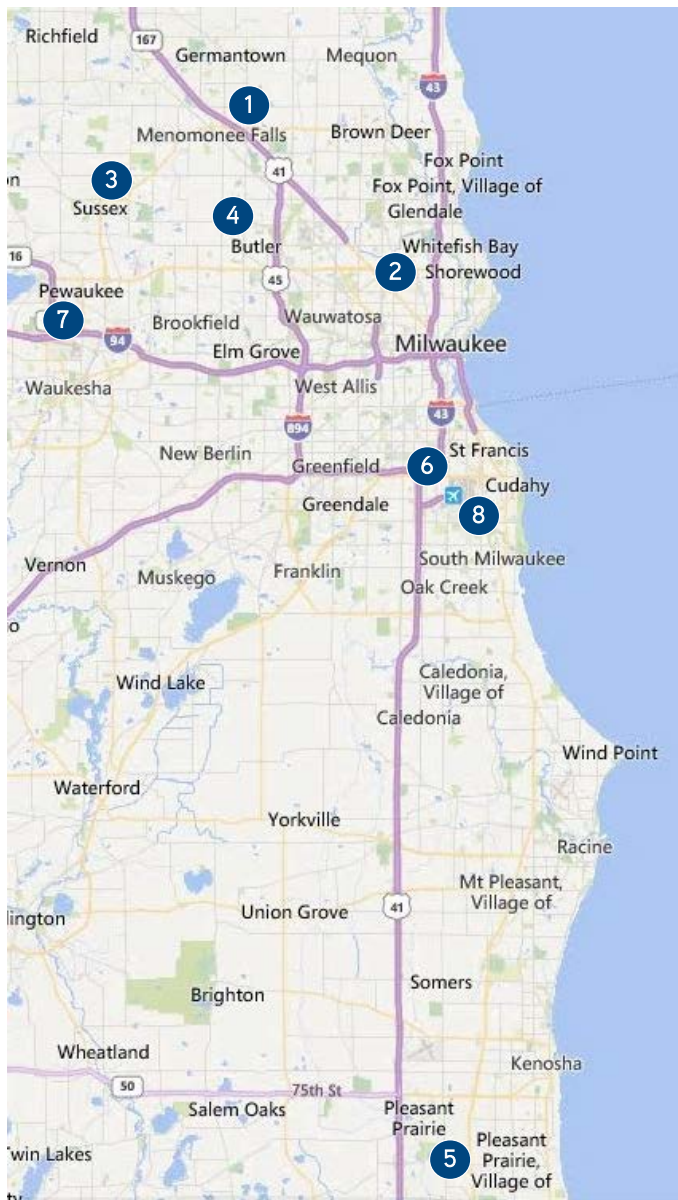 Richfield
167
Germantown
Mequon
43
1
Menomonee Falls
Brown Deer
41
Fox Point
3
Fox Point, Village of
on
Sussex
4
Glendale
Butler
Whitefish Bay
16
2
Shorewood
45
Pewaukee
7
Brookfield
Wauwatosa
94
Elm Grove
Milwaukee
Waukesha
West Allis
43
894
New Berlin
St Francis
Greenfield
6
Cudahy
Greendale
8
Vernon
Muskego
Franklin
South Milwaukee
Oak Creek
o
Wind Lake
Caledonia,
Village of
Caledonia
Wind Point
Waterford
Yorkville
Racine
Mt Pleasant,
Village of
lington
Union Grove
41
Somers
Brighton
Wheatland
Kenosha
50
75th St
Salem Oaks
Pleasant
Prairie
Twin Lakes
5
Pleasant
Prairie,
Village of
ty